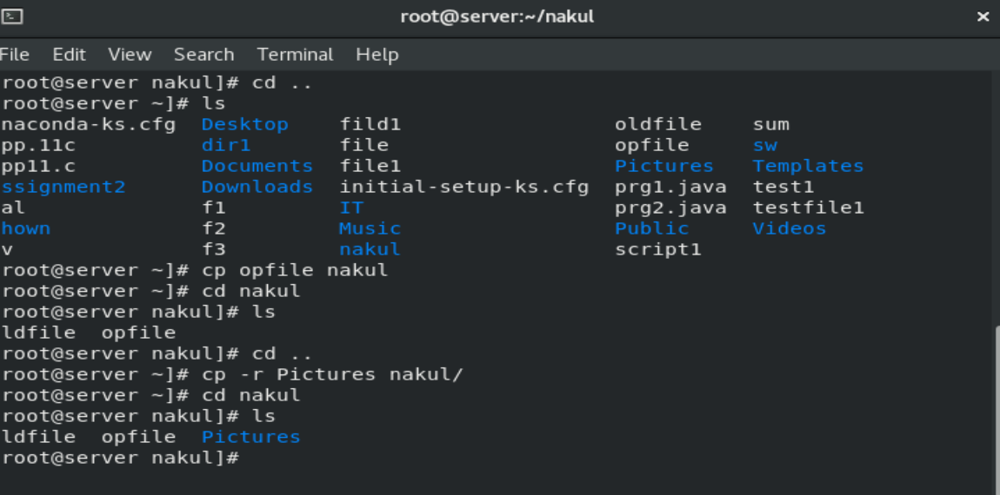 root@server:~/nakul
File Edit View Search Terminal Help
root@server nakul]# cd ..
root@server ~]# ls
naconda-ks.cfg Desktop fild1 oldfile sum
pp.11c dir1 file opfile sw
pp11.c Documents file1 Pictures Templates
ssignment2 Downloads initial-setup-ks.cfg prg1.java test1
al f1 IT prg2.java testfile1
hown f2 Music Public Videos
v f3 nakul script1
root@server ~]# cp opfile nakul
root@server ~]# cd nakul
root@server nakul]# ls
ldfile opfile
root@server nakul]# cd ..
root@server ~]# cp -r Pictures nakul/
root@server ~]# cd nakul
root@server nakul]# ls
ldfile opfile Pictures
root@server nakul]#